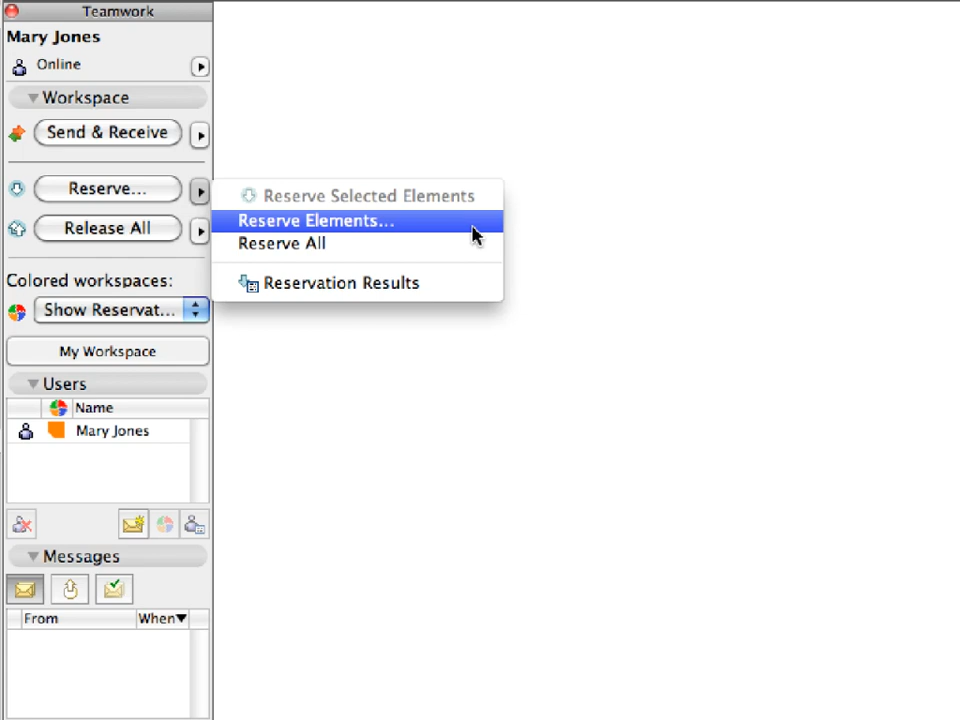 Teamwork
Mary Jones
Online
Workspace
Send & Receive
Reserve...
Reserve Selected Elements
Reserve Elements...
Release All
Reserve All
Colored workspaces:
Reservation Results
Show Reservat...
My Workspace
Users
Name
Mary Jones
Messages
From When